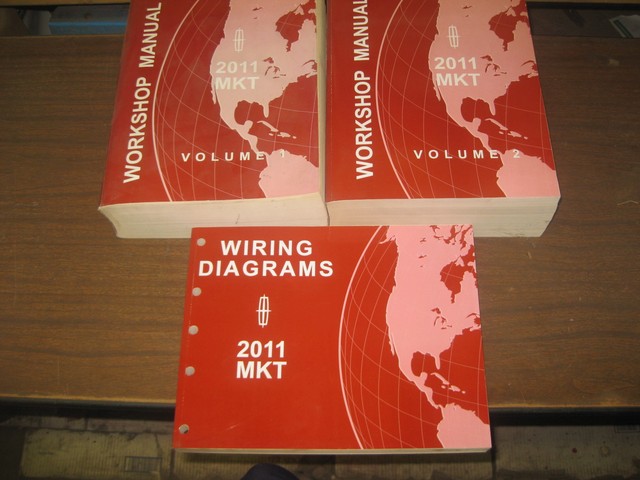 WORKSHOP MANUAL
2011
MKT
VOLUME 1
WORKSHOP MANUAL
2011
MKT
VOLUME 2
WIRING
DIAGRAMS
2011
MKT